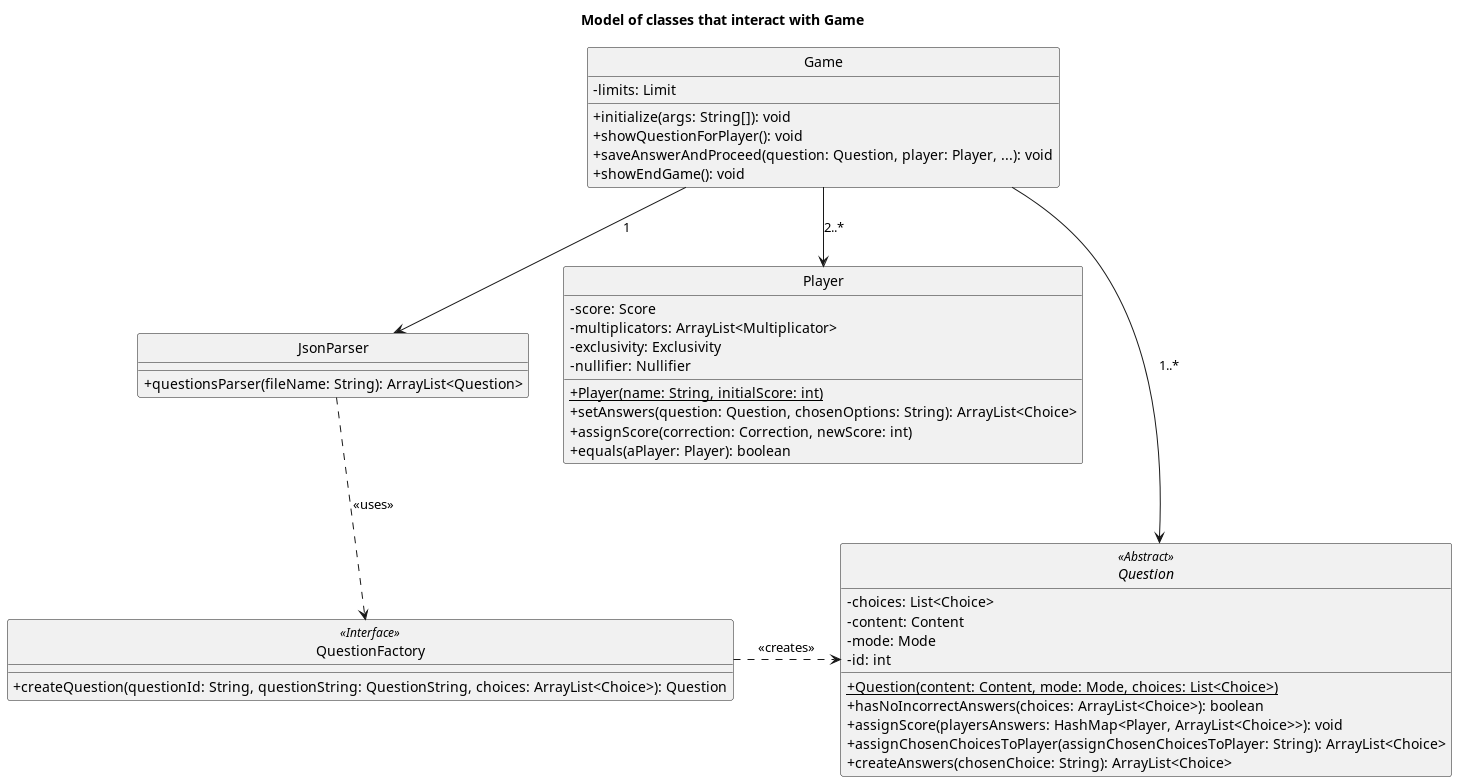 Model of classes that interact with Game
Game
-limits: Limit
+initialize(args: String[]): void
+showQuestionForPlayer(): void
+saveAnswerAndProceed(question: Question, player: Player, ...): void
+showEndGame(): void
1
2..*
1..*
Player
-score: Score
-multiplicators: ArrayList<Multiplicator>
-exclusivity: Exclusivity
-nullifier: Nullifier
+Player(name: String, initialScore: int)
+setAnswers(question: Question, chosenOptions: String): ArrayList<Choice>
+assignScore(correction: Correction, newScore: int)
+equals(aPlayer: Player): boolean
JsonParser
+questionsParser(fileName: String): ArrayList<Question>
«uses»
«Interface»
QuestionFactory
+createQuestion(questionId: String, questionString: QuestionString, choices: ArrayList<Choice>): Question
«creates»
«Abstract»
Question
-choices: List<Choice>
-content: Content
-mode: Mode
-id: int
+Question(content: Content, mode: Mode, choices: List<Choice>)
+hasNoIncorrectAnswers(choices: ArrayList<Choice>): boolean
+assignScore(playersAnswers: HashMap<Player, ArrayList<Choice>>): void
+assignChosenChoicesToPlayer(assignChosenChoicesToPlayer: String): ArrayList<Choice>
+createAnswers(chosenChoice: String): ArrayList<Choice>